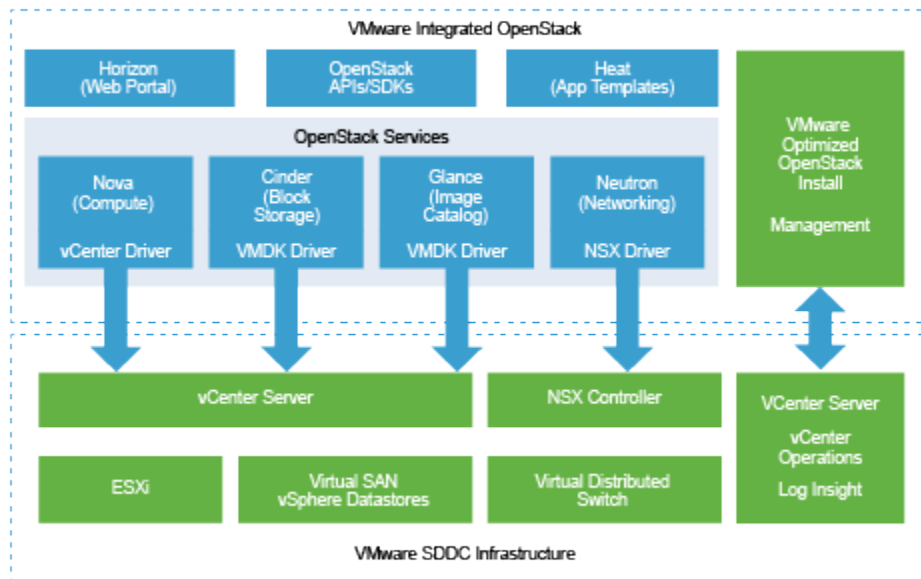 VMware Integrated OpenStack
Horizon
(Web Portal)
OpenStack
APIs/SDKs
Heat
(App Templates)
VMware
Optimized
OpenStack
Install
Management
OpenStack Services
Nova
(Compute)
vCenter Driver
Cinder
(Block
Storage)
VMDK Driver
Glance
(Image
Catalog)
VMDK Driver
Neutron
(Networking)
NSX Driver
vCenter Server
NSX Controller
VCenter Server
vCenter
Operations
Log Insight
ESXi
Virtual SAN
vSphere Datastores
Virtual Distributed
Switch
VMware SDDC Infrastructure